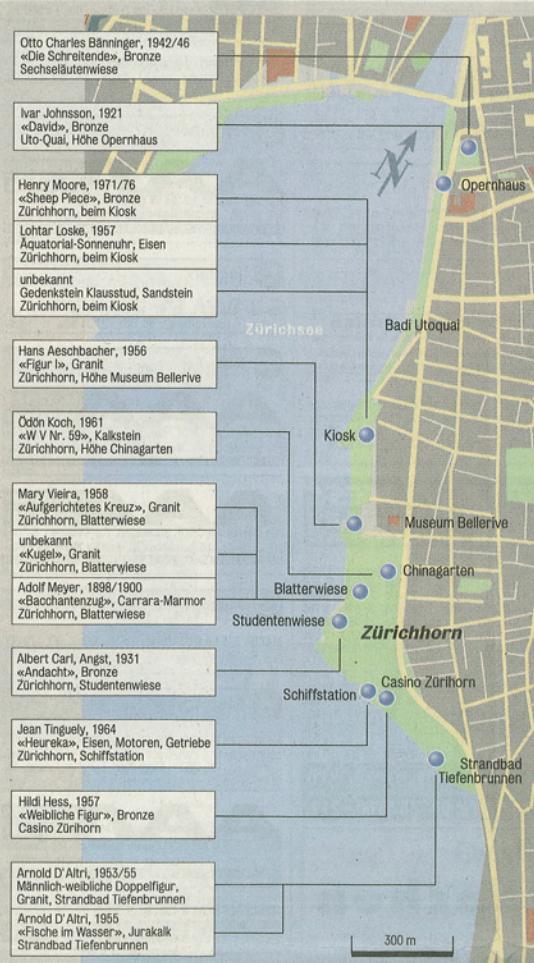 Otto Charles Bänninger, 1942/46
«Die Schreitende», Bronze
Sechseläutenwiese
Ivar Johnsson, 1921
«David», Bronze
Uto-Quai, Höhe Opernhaus
Henry Moore, 1971/76
«Sheep Piece», Bronze
Zürichhorn, beim Kiosk
Lohtar Loske, 1957
Äquatorial-Sonnenuhr, Eisen
Zürichhorn, beim Kiosk
unbekannt
Gedenkstein Klausstud, Sandstein
Zürichhorn, beim Kiosk
Hans Aeschbacher, 1956
«Figur I», Granit
Zürichhorn, Höhe Museum Bellerive
Ödön Koch, 1961
«W V Nr. 59», Kalkstein
Zürichhorn, Höhe Chinagarten
Mary Vieira, 1958
«Aufgerichtetes Kreuz», Granit
Zürichhorn, Blatterwiese
unbekannt
«Kugel», Granit
Zürichhorn, Blatterwiese
Adolf Meyer, 1898/1900
«Bacchantenzug», Carrara-Marmor
Zürichhorn, Blatterwiese
Albert Carl, Angst, 1931
«Andacht», Bronze
Zürichhorn, Studentenwiese
Jean Tinguely, 1964
«Heureka», Eisen, Motoren, Getriebe
Zürichhorn, Schiffstation
Hildi Hess, 1957
«Weibliche Figur», Bronze
Casino Zürihorn
Arnold D'Altri, 1953/55
Männlich-weibliche Doppelfigur,
Granit, Strandbad Tiefenbrunnen
Arnold D'Altri, 1955
«Fische im Wasser», Jurakalk
Strandbad Tiefenbrunnen
N
Opernhaus
Zürichsee
Badi Utoquai
Kiosk
Museum Bellerive
Chinagarten
Blatterwiese
Studentenwiese
Zürichhorn
Casino Zürihorn
Schiffstation
Strandbad
Tiefenbrunnen
300 m